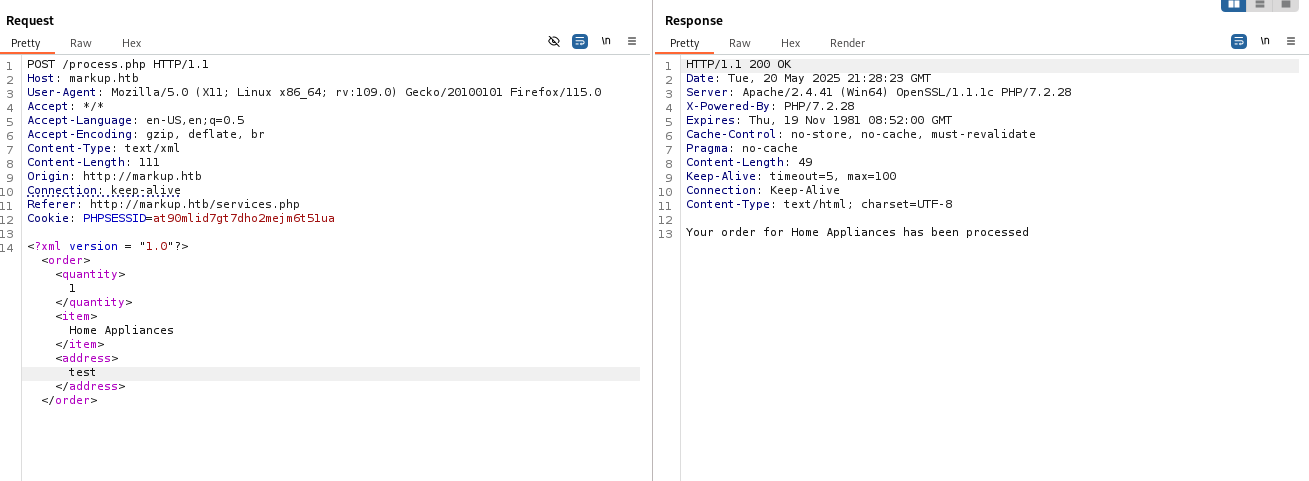 Request
Pretty Raw Hex
\n
1 POST /process.php HTTP/1.1
2 Host: markup.htb
3 User-Agent: Mozilla/5.0 (X11; Linux x86_64; rv:109.0) Gecko/20100101 Firefox/115.0
4 Accept: */*
5 Accept-Language: en-US,en;q=0.5
6 Accept-Encoding: gzip, deflate, br
7 Content-Type: text/xml
8 Content-Length: 111
9 Origin: http://markup.htb
10 Connection: keep-alive
11 Referer: http://markup.htb/services.php
12 Cookie: PHPSESSID=at90mlid7gt7dho2mejm6t51ua
13
14 <?xml version = "1.0"?>
<order>
<quantity>
1
</quantity>
<item>
Home Appliances
</item>
<address>
test
</address>
</order>
Response
Pretty Raw Hex Render
\n
1 HTTP/1.1 200 OK
2 Date: Tue, 20 May 2025 21:28:23 GMT
3 Server: Apache/2.4.41 (Win64) OpenSSL/1.1.1c PHP/7.2.28
4 X-Powered-By: PHP/7.2.28
5 Expires: Thu, 19 Nov 1981 08:52:00 GMT
6 Cache-Control: no-store, no-cache, must-revalidate
7 Pragma: no-cache
8 Content-Length: 49
9 Keep-Alive: timeout=5, max=100
10 Connection: Keep-Alive
11 Content-Type: text/html; charset=UTF-8
12
13 Your order for Home Appliances has been processed